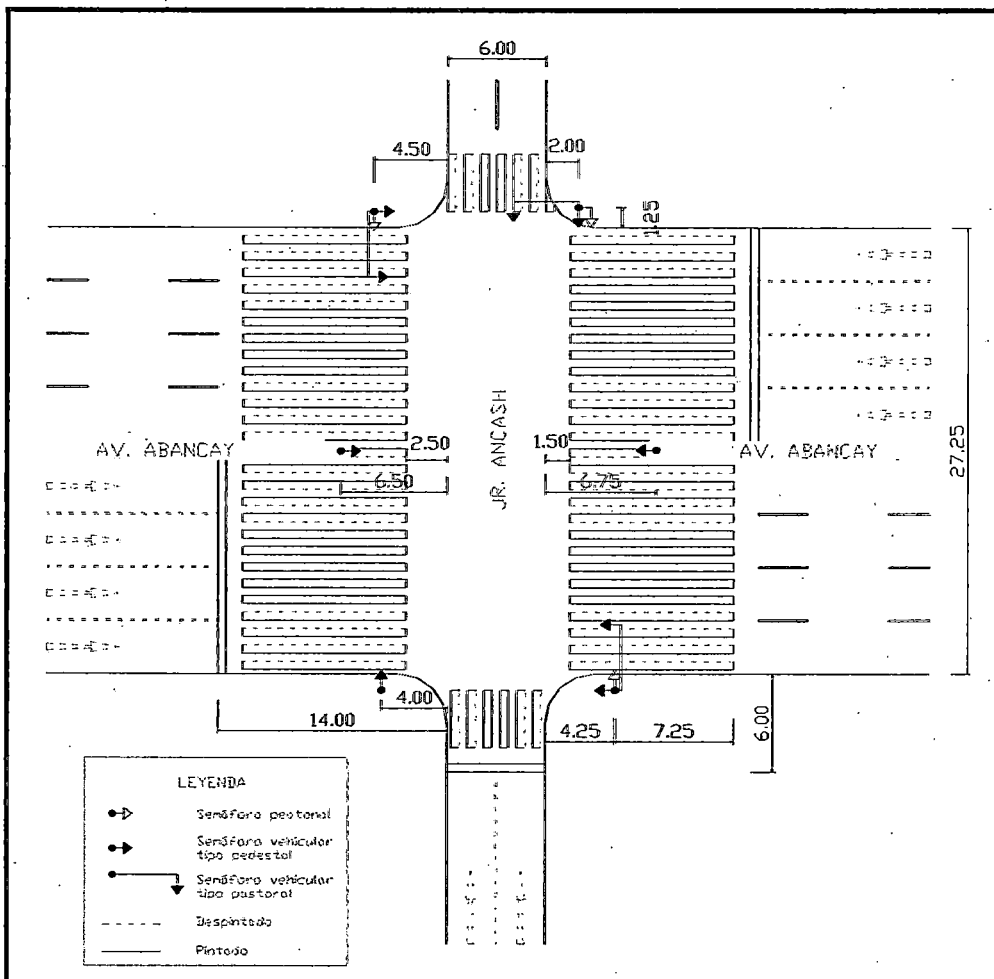 6.00
4.50
2.00
1.25
AV. ABANCAY
2.50
JR. ANCASH
1.50
AV. ABANCAY
6.50
6.75
27.25
4.00
14.00
4.25
7.25
6.00
LEYENDA
Semáforo peatonal
Semáforo vehicular
tipo pedestal
Semáforo vehicular
tipo pastoral
Despintado
Pintado